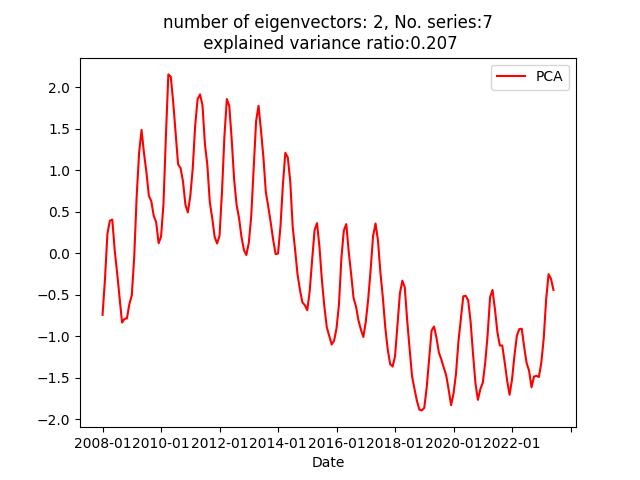 number of eigenvectors: 2, No. series:7
explained variance ratio:0.207
PCA
2.0
1.5
1.0
0.5
0.0
−0.5
−1.0
−1.5
−2.0
2008-01 2010-01 2012-01 2014-01 2016-01 2018-01 2020-01 2022-01
Date